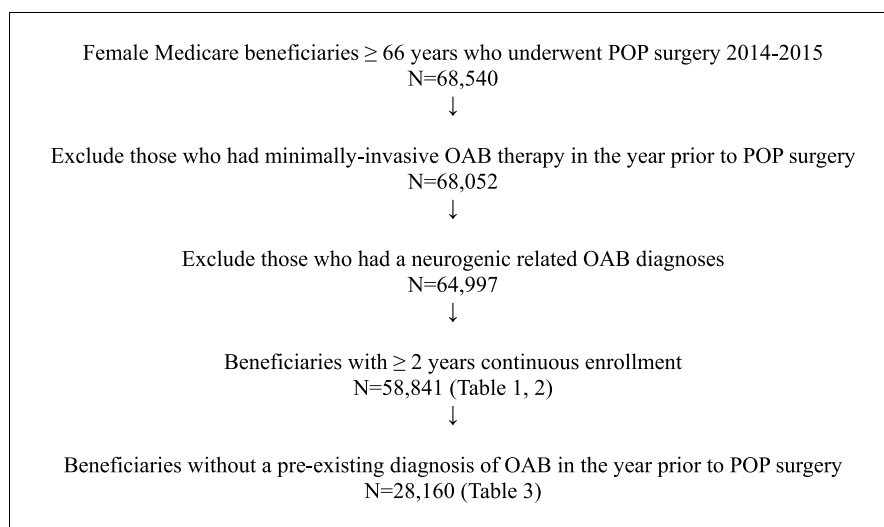 Female Medicare beneficiaries ≥ 66 years who underwent POP surgery 2014-2015
N=68,540
↓
Exclude those who had minimally-invasive OAB therapy in the year prior to POP surgery
N=68,052
↓
Exclude those who had a neurogenic related OAB diagnoses
N=64,997
↓
Beneficiaries with ≥ 2 years continuous enrollment
N=58,841 (Table 1, 2)
↓
Beneficiaries without a pre-existing diagnosis of OAB in the year prior to POP surgery
N=28,160 (Table 3)